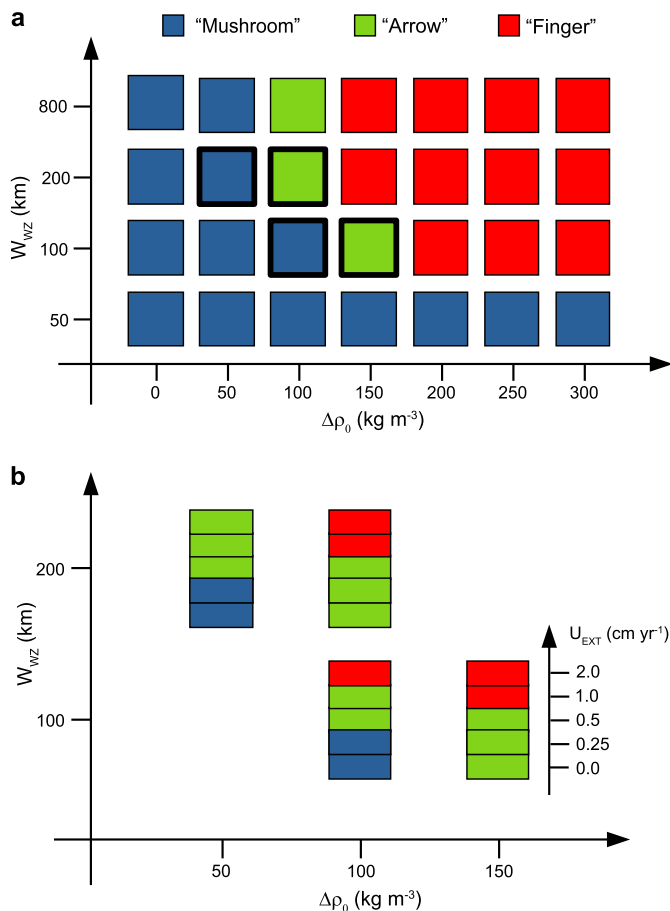 a
“Mushroom” “Arrow” “Finger”
800
200
100
50
W_WZ (km)
0 50 100 150 200 250 300
Δρ₀ (kg m⁻³)
b
200
100
W_WZ (km)
U_EXT (cm yr⁻¹)
2.0
1.0
0.5
0.25
0.0
50 100 150
Δρ₀ (kg m⁻³)